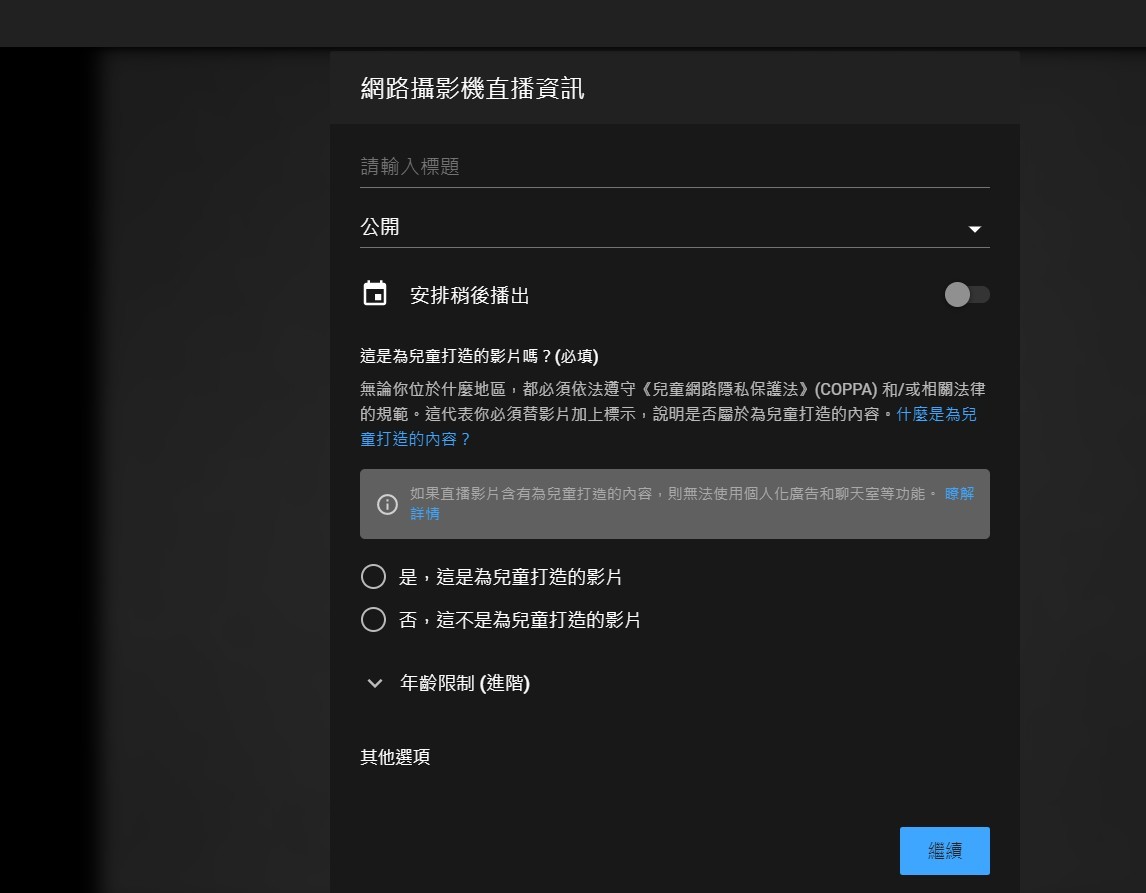 網路攝影機直播資訊
請輸入標題
公開
安排稍後播出
這是為兒童打造的影片嗎？(必填)
無論你位於什麼地區，都必須依法遵守《兒童網路隱私保護法》(COPPA) 和/或相關法律
的規範。這代表你必須替影片加上標示，說明是否屬於為兒童打造的內容。什麼是為兒
童打造的內容？
如果直播影片含有為兒童打造的內容，則無法使用個人化廣告和聊天室等功能。 瞭解
詳情
是，這是為兒童打造的影片
否，這不是為兒童打造的影片
年齡限制 (進階)
其他選項
繼續